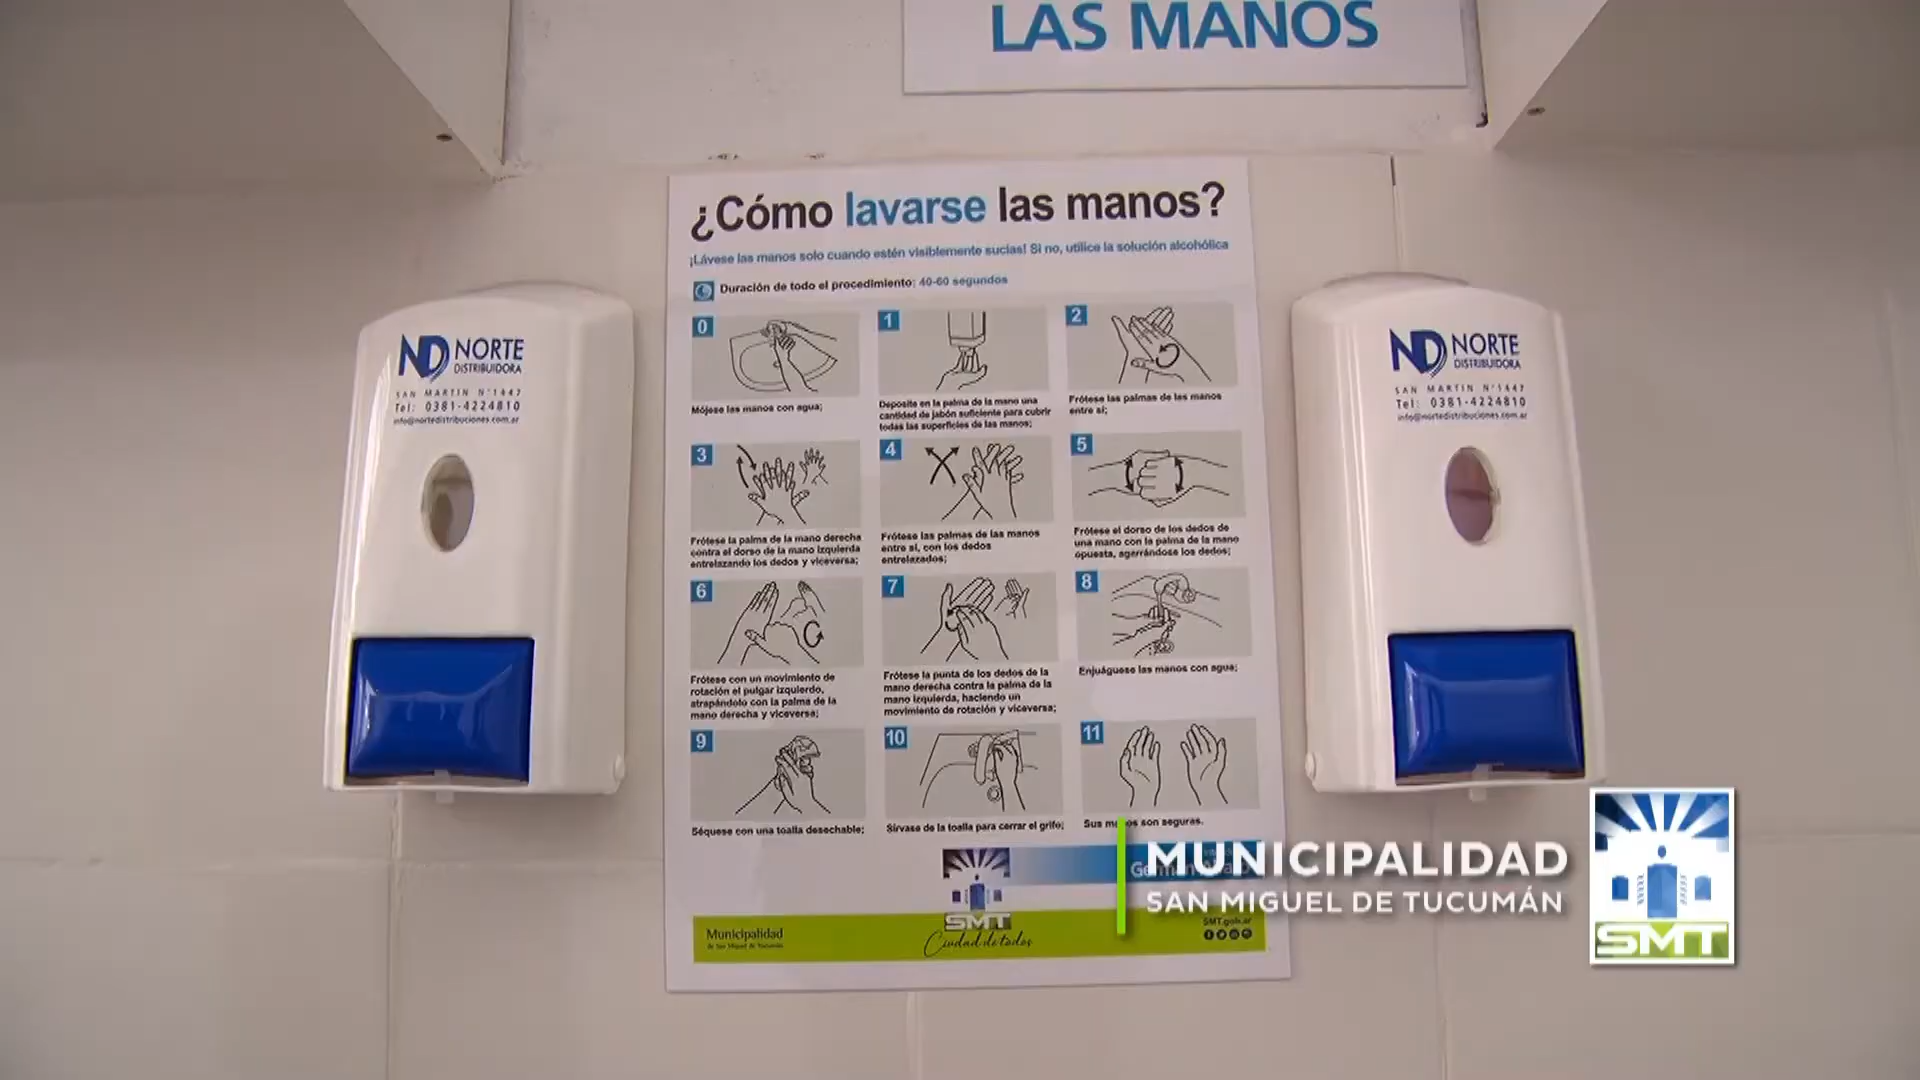 LAS MANOS
¿Cómo lavarse las manos?
¡Lávese las manos solo cuando estén visiblemente sucias! Si no, utilice la solución alcohólica
Duración de todo el procedimiento: 40-60 segundos
0
Mójese las manos con agua;
1
Deposite en la palma de la mano una
cantidad de jabón suficiente para cubrir
todas las superficies de las manos;
2
Frótese las palmas de las manos
entre sí;
3
Frótese la palma de la mano derecha
contra el dorso de la mano izquierda
entrelazando los dedos y viceversa;
4
Frótese las palmas de las manos
entre sí, con los dedos
entrelazados;
5
Frótese el dorso de los dedos de
una mano con la palma de la mano
opuesta, agarrándose los dedos;
6
Frótese con un movimiento de
rotación el pulgar izquierdo,
atrapándolo con la palma de la
mano derecha y viceversa;
7
Frótese la punta de los dedos de la
mano derecha contra la palma de la
mano izquierda, haciendo un
movimiento de rotación y viceversa;
8
Enjuáguese las manos con agua;
9
Séquese con una toalla desechable;
10
Sírvase de la toalla para cerrar el grifo;
11
Sus manos son seguras.
SMT
Ciudad de todos
Municipalidad
de San Miguel de Tucumán
SMT.gob.ar
ND NORTE
DISTRIBUIDORA
SAN MARTIN N°1447
Tel: 0381-4224810
info@nortedistribuciones.com.ar
ND NORTE
DISTRIBUIDORA
SAN MARTIN N°1447
Tel: 0381-4224810
info@nortedistribuciones.com.ar
MUNICIPALIDAD
SAN MIGUEL DE TUCUMÁN
SMT